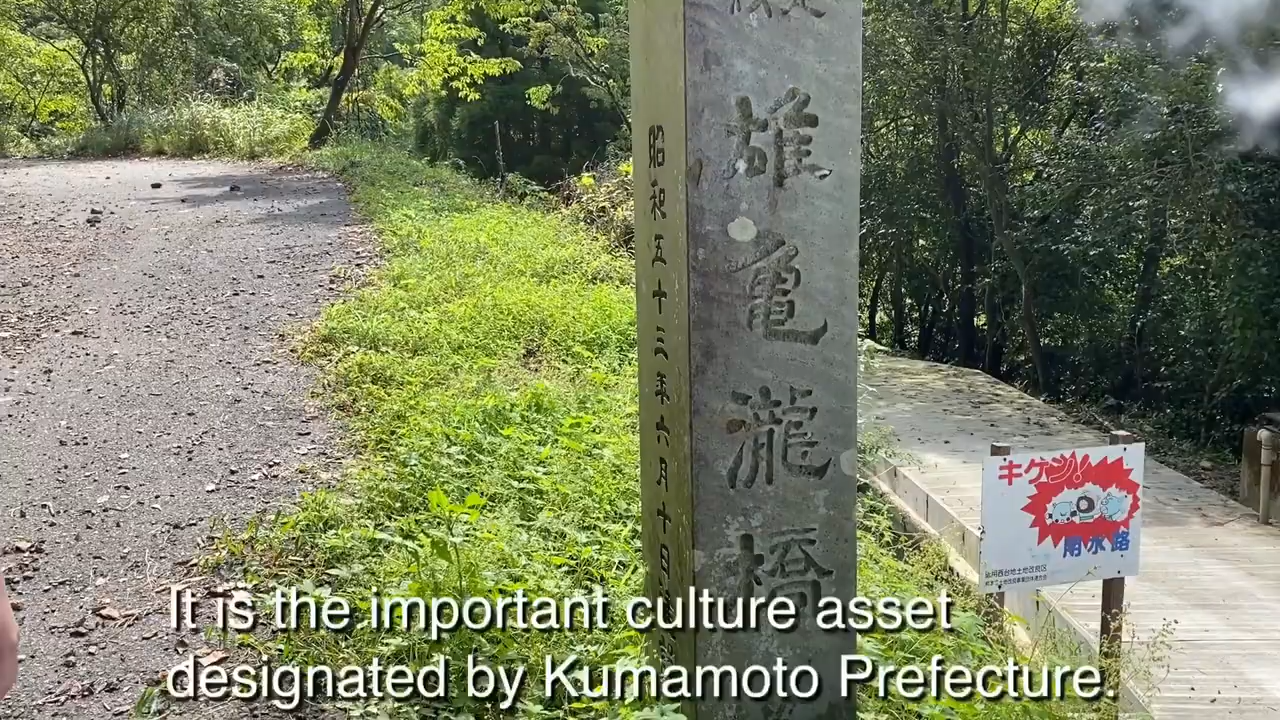 昭和五十三年六月十日
雄亀瀧橋
キケン!
用水路
It is the important culture asset
designated by Kumamoto Prefecture.